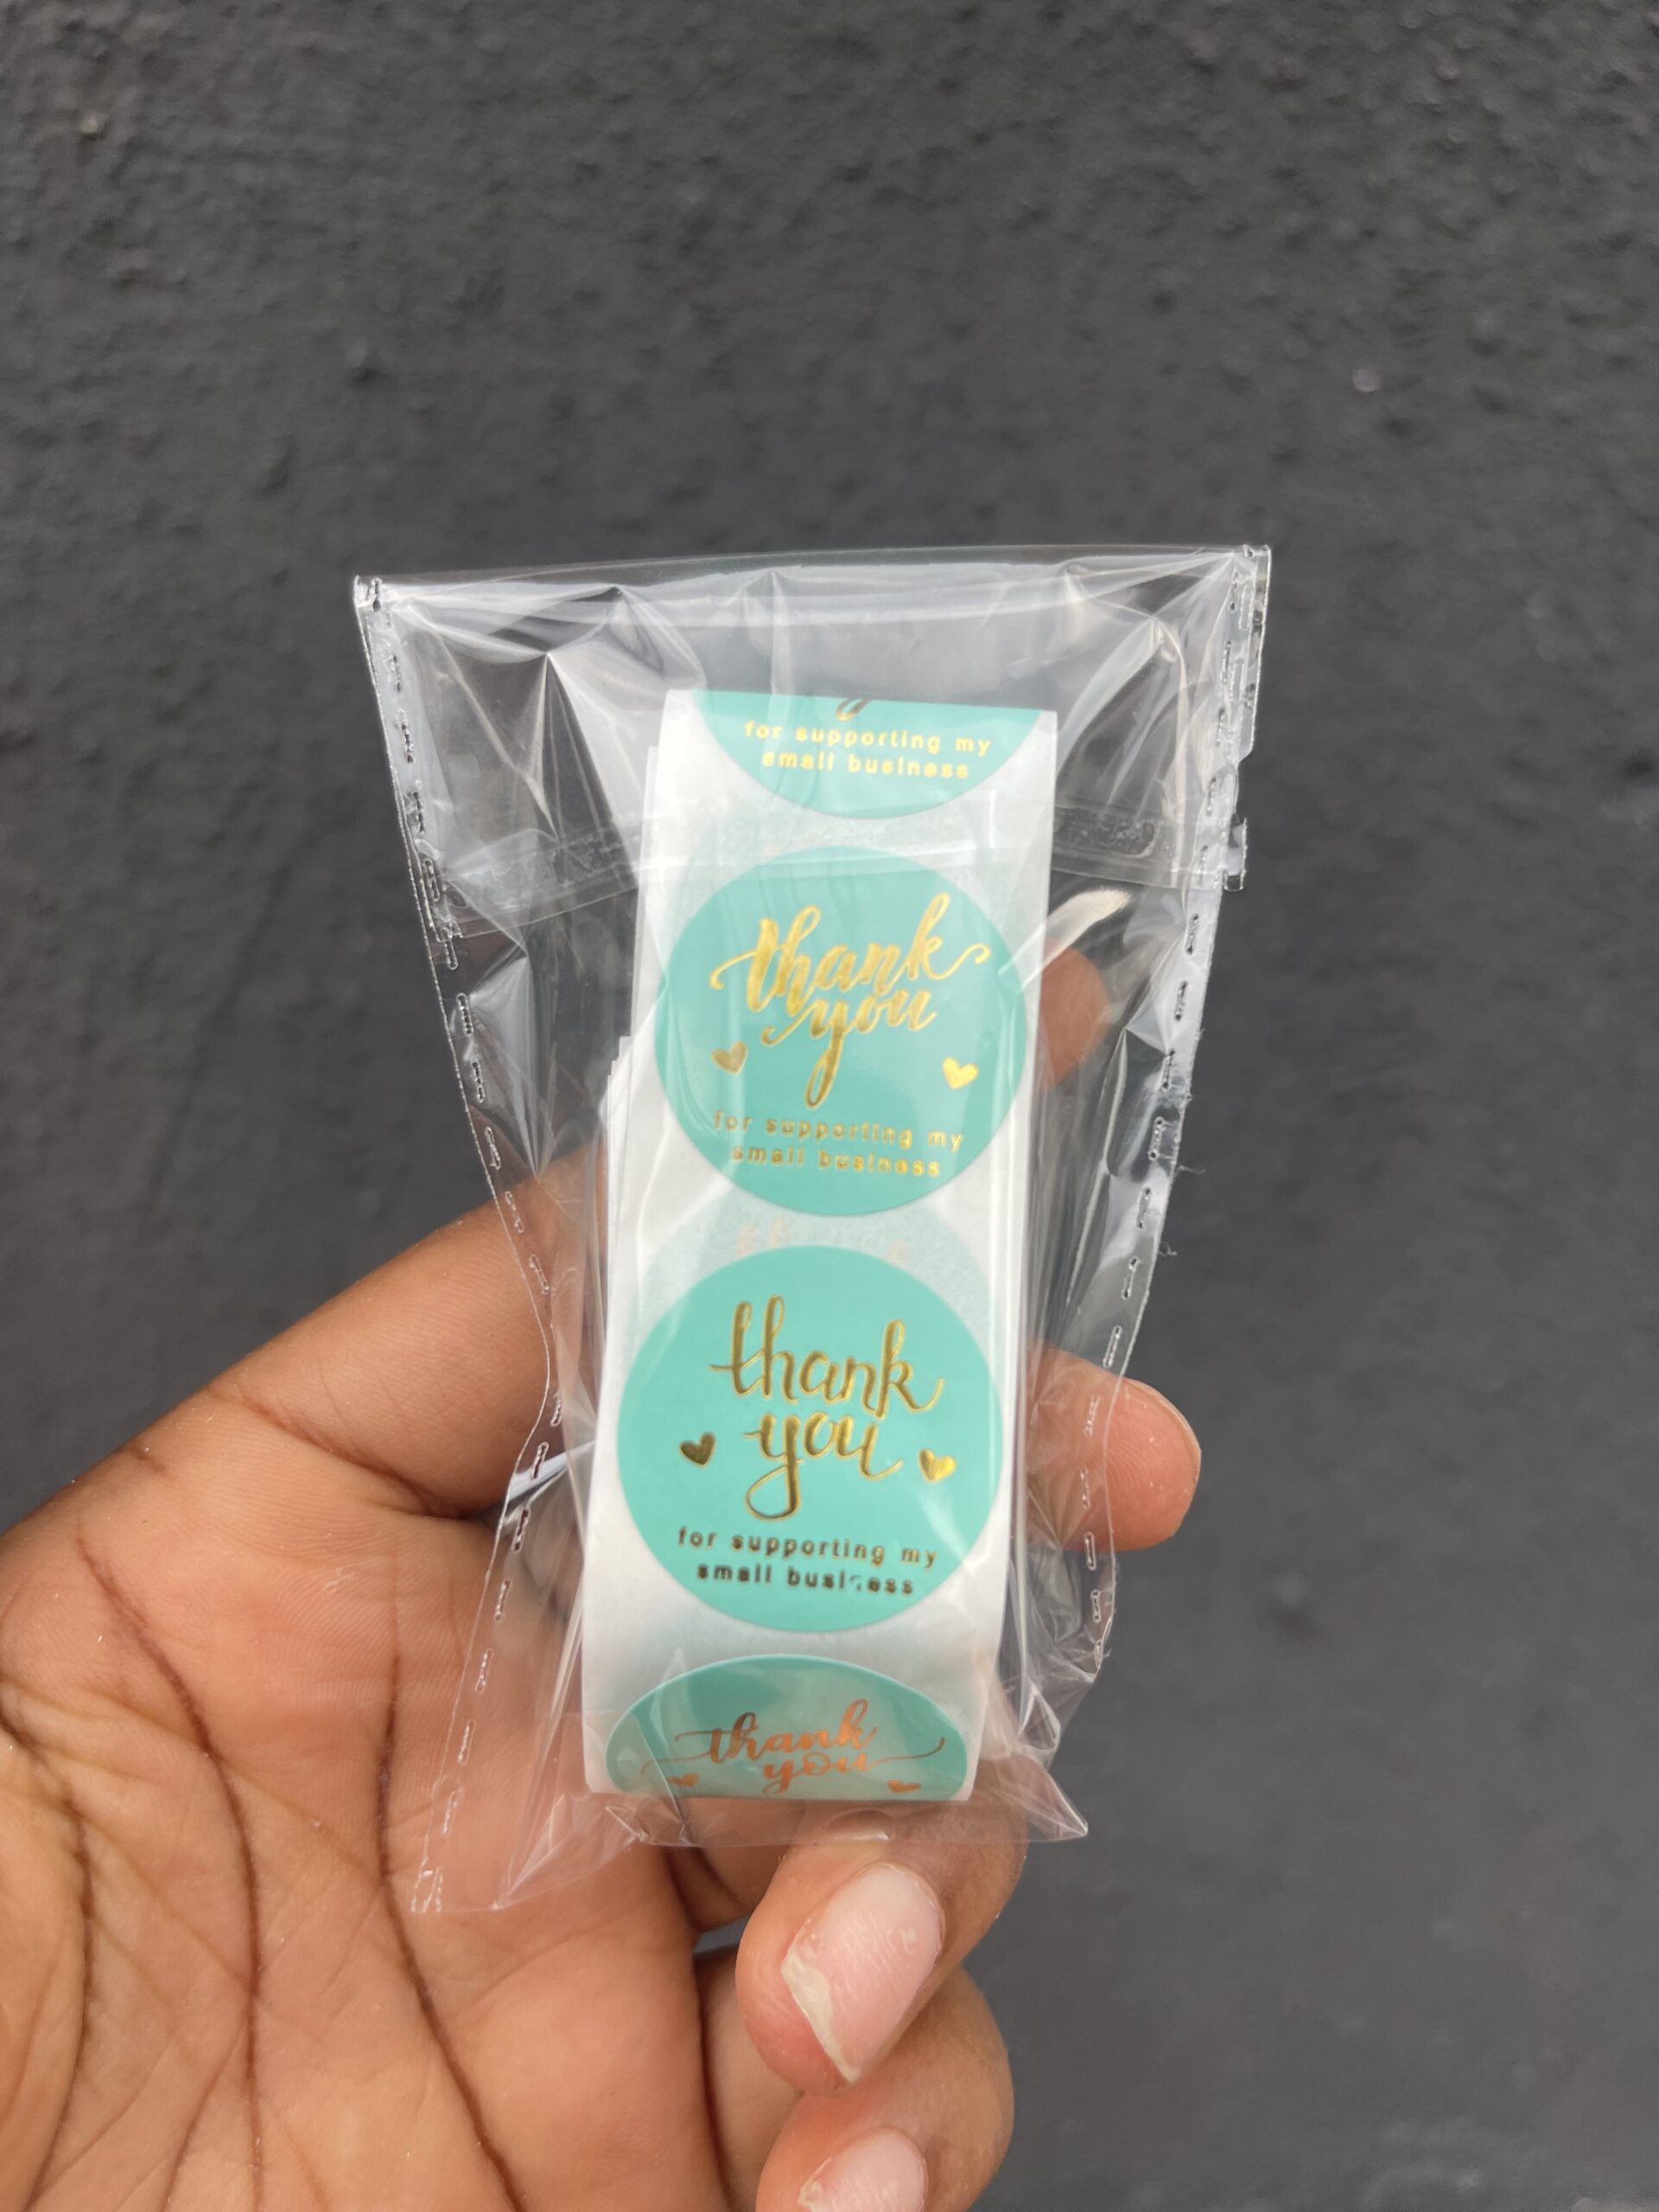 for supporting my
small business
thank
you
for supporting my
small business
thank
you
for supporting my
small business
thank
you